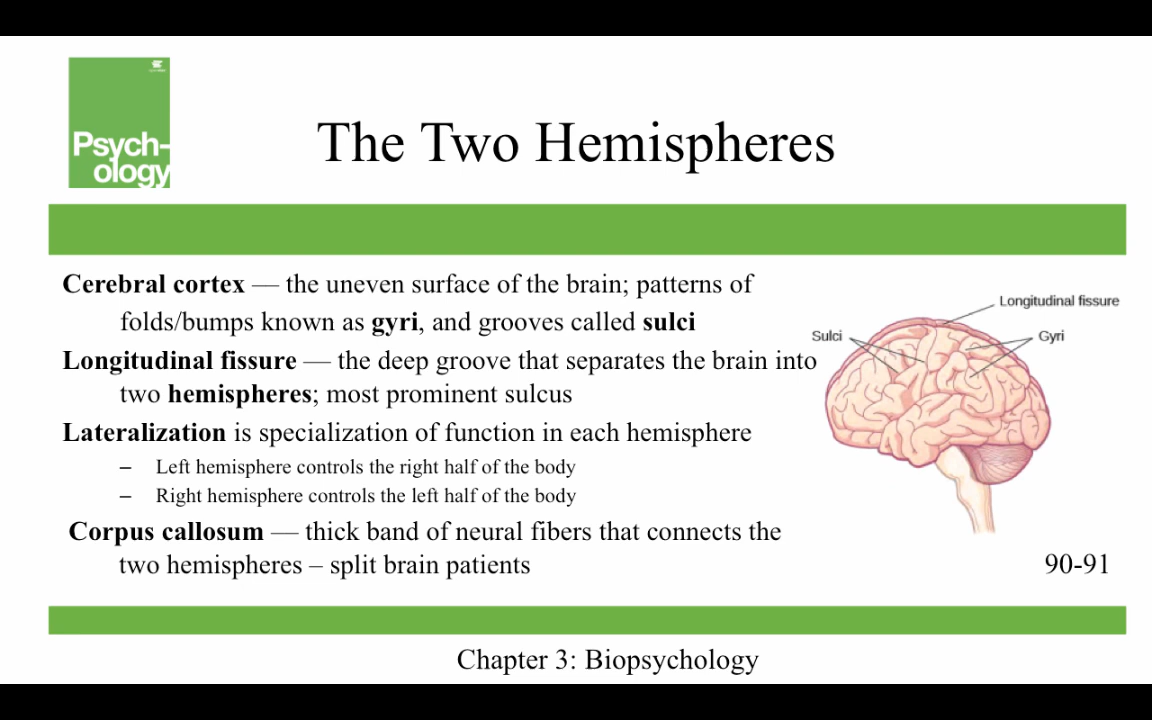 Psych-
ology
The Two Hemispheres
Cerebral cortex — the uneven surface of the brain; patterns of
folds/bumps known as gyri, and grooves called sulci
Longitudinal fissure — the deep groove that separates the brain into
two hemispheres; most prominent sulcus
Lateralization is specialization of function in each hemisphere
– Left hemisphere controls the right half of the body
– Right hemisphere controls the left half of the body
Corpus callosum — thick band of neural fibers that connects the
two hemispheres – split brain patients
Longitudinal fissure
Sulci
Gyri
90-91
Chapter 3: Biopsychology